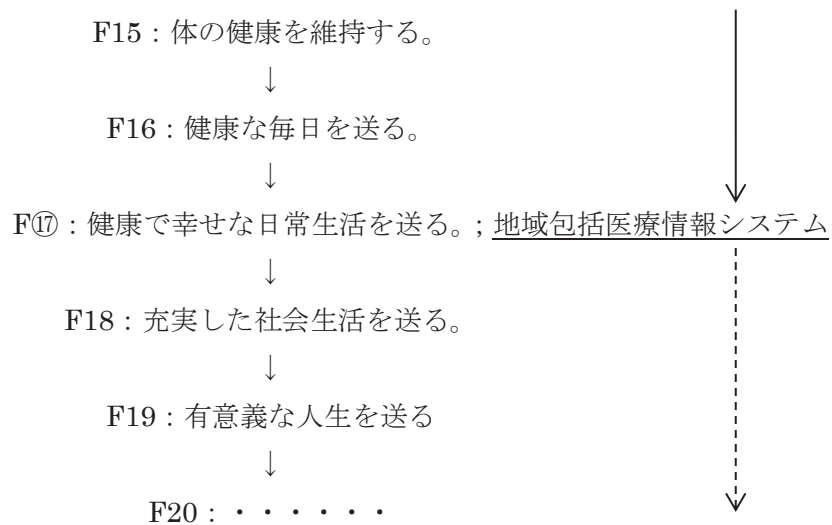 F15：体の健康を維持する。
↓
F16：健康な毎日を送る。
↓
F⑰：健康で幸せな日常生活を送る。；地域包括医療情報システム
↓
F18：充実した社会生活を送る。
↓
F19：有意義な人生を送る
↓
F20：・・・・・・